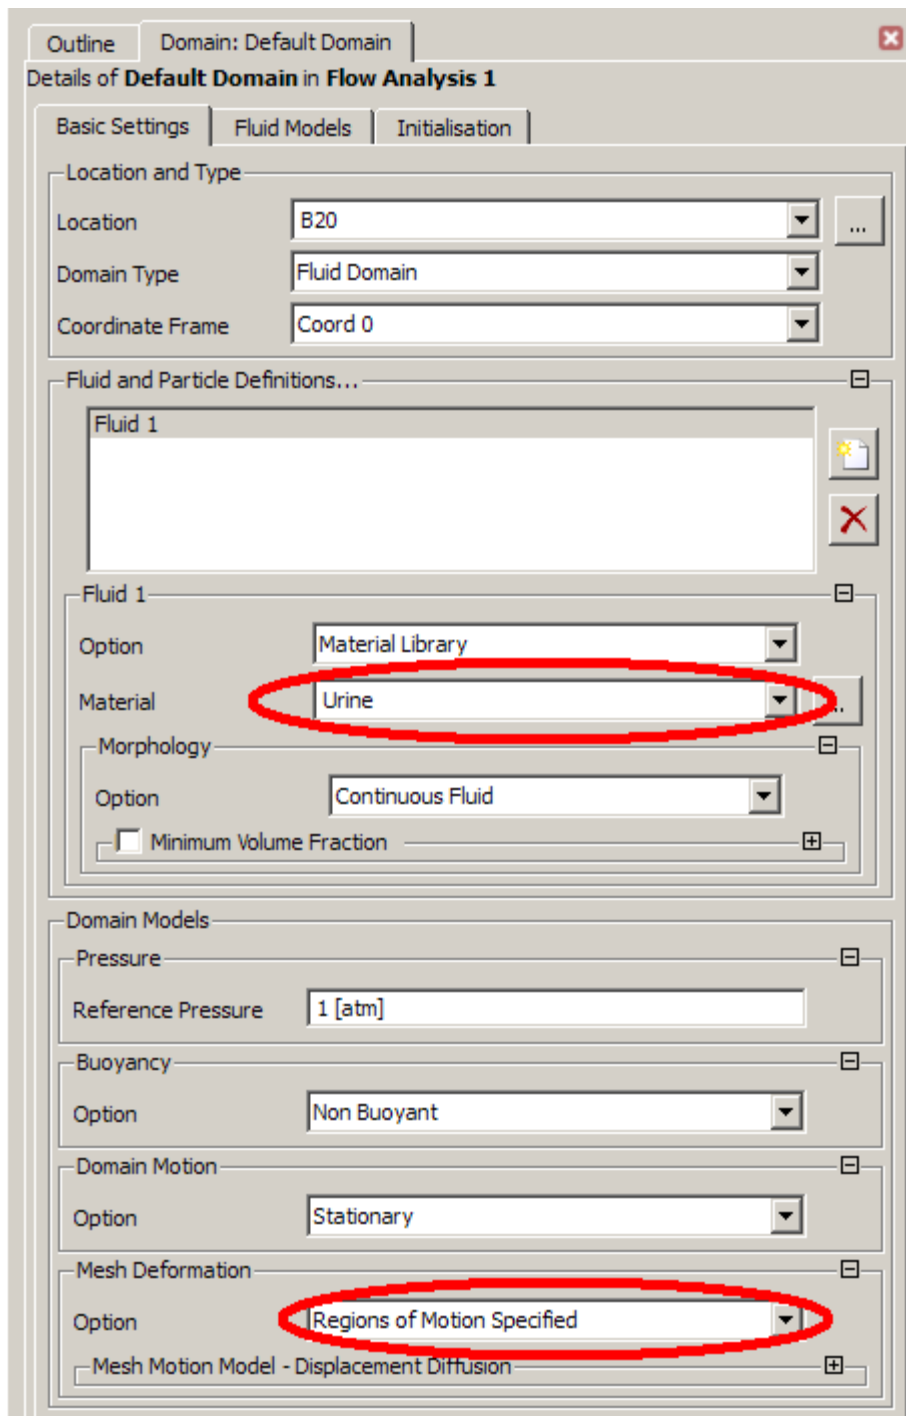 Outline Domain: Default Domain
Details of Default Domain in Flow Analysis 1
Basic Settings Fluid Models Initialisation
Location and Type
Location B20 ...
Domain Type Fluid Domain
Coordinate Frame Coord 0
Fluid and Particle Definitions...
Fluid 1
Fluid 1
Option Material Library
Material Urine ...
Morphology
Option Continuous Fluid
Minimum Volume Fraction
Domain Models
Pressure
Reference Pressure 1 [atm]
Buoyancy
Option Non Buoyant
Domain Motion
Option Stationary
Mesh Deformation
Option Regions of Motion Specified
Mesh Motion Model - Displacement Diffusion